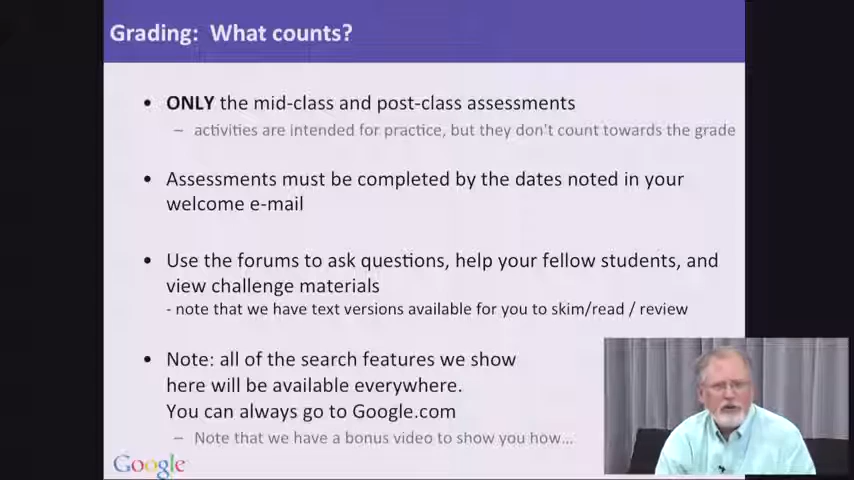 Grading: What counts?
• ONLY the mid-class and post-class assessments
– activities are intended for practice, but they don't count towards the grade
• Assessments must be completed by the dates noted in your
welcome e-mail
• Use the forums to ask questions, help your fellow students, and
view challenge materials
- note that we have text versions available for you to skim/read / review
• Note: all of the search features we show
here will be available everywhere.
You can always go to Google.com
– Note that we have a bonus video to show you how...
Google